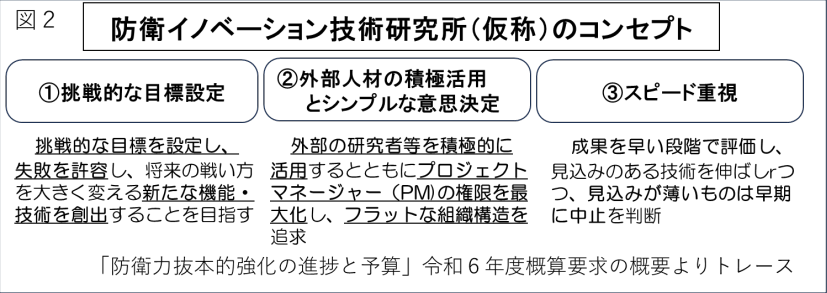 図2
防衛イノベーション技術研究所(仮称)のコンセプト
①挑戦的な目標設定
②外部人材の積極活用
とシンプルな意思決定
③スピード重視
挑戦的な目標を設定し、
失敗を許容し、将来の戦い方
を大きく変える新たな機能・
技術を創出することを目指す
外部の研究者等を積極的に
活用するとともにプロジェクト
マネージャー(PM)の権限を最
大化し、フラットな組織構造を
追求
成果を早い段階で評価し、
見込みのある技術を伸ばしrつ
つ、見込みが薄いものは早期
に中止を判断
「防衛力抜本的強化の進捗と予算」令和6年度概算要求の概要よりトレース